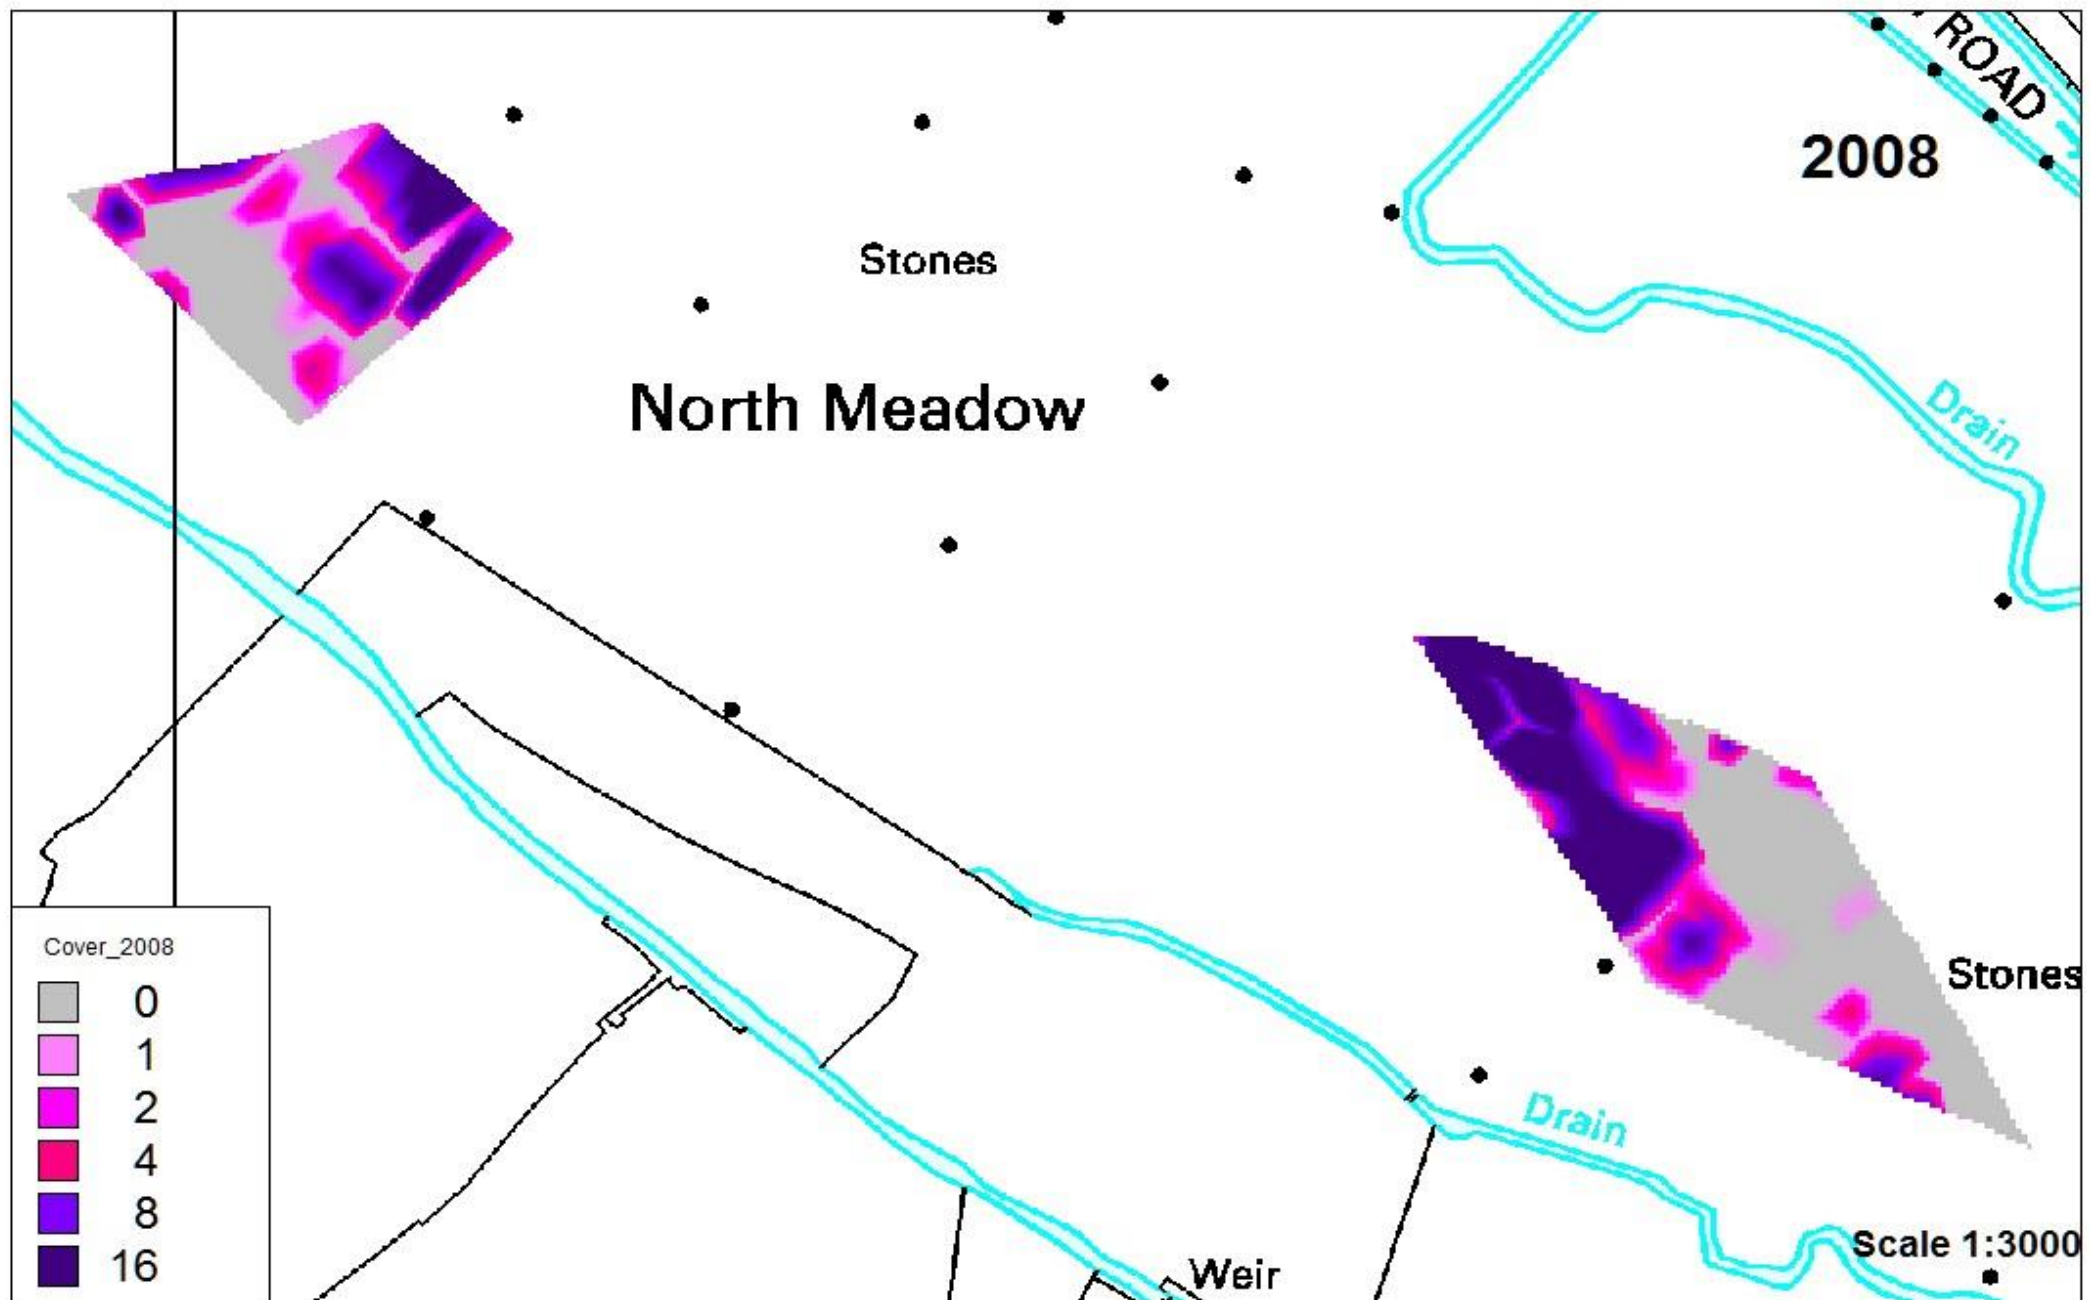 ROAD
2008
Stones
North Meadow
Drain
Cover_2008
0
1
2
4
8
16
Stones
Drain
Scale 1:3000
Weir